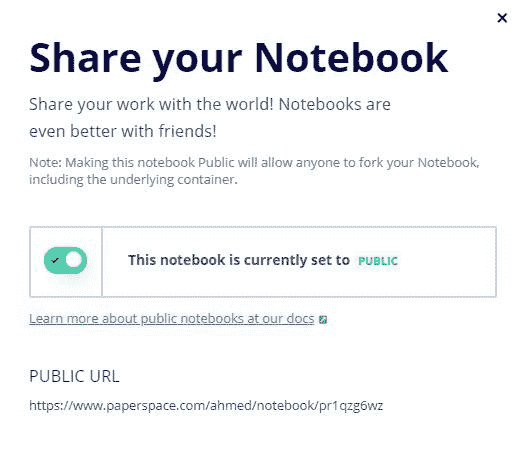 Share your Notebook
Share your work with the world! Notebooks are
even better with friends!
Note: Making this notebook Public will allow anyone to fork your Notebook,
including the underlying container.
This notebook is currently set to PUBLIC
Learn more about public notebooks at our docs
PUBLIC URL
https://www.paperspace.com/ahmed/notebook/pr1qzg6wz